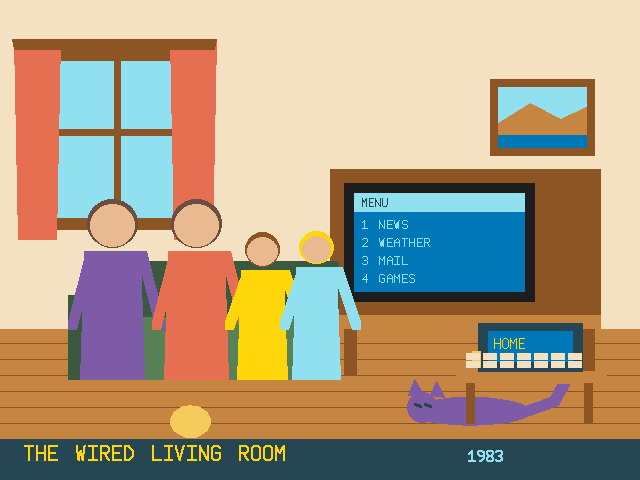 MENU
1 NEWS
2 WEATHER
3 MAIL
4 GAMES
HOME
THE WIRED LIVING ROOM
1983